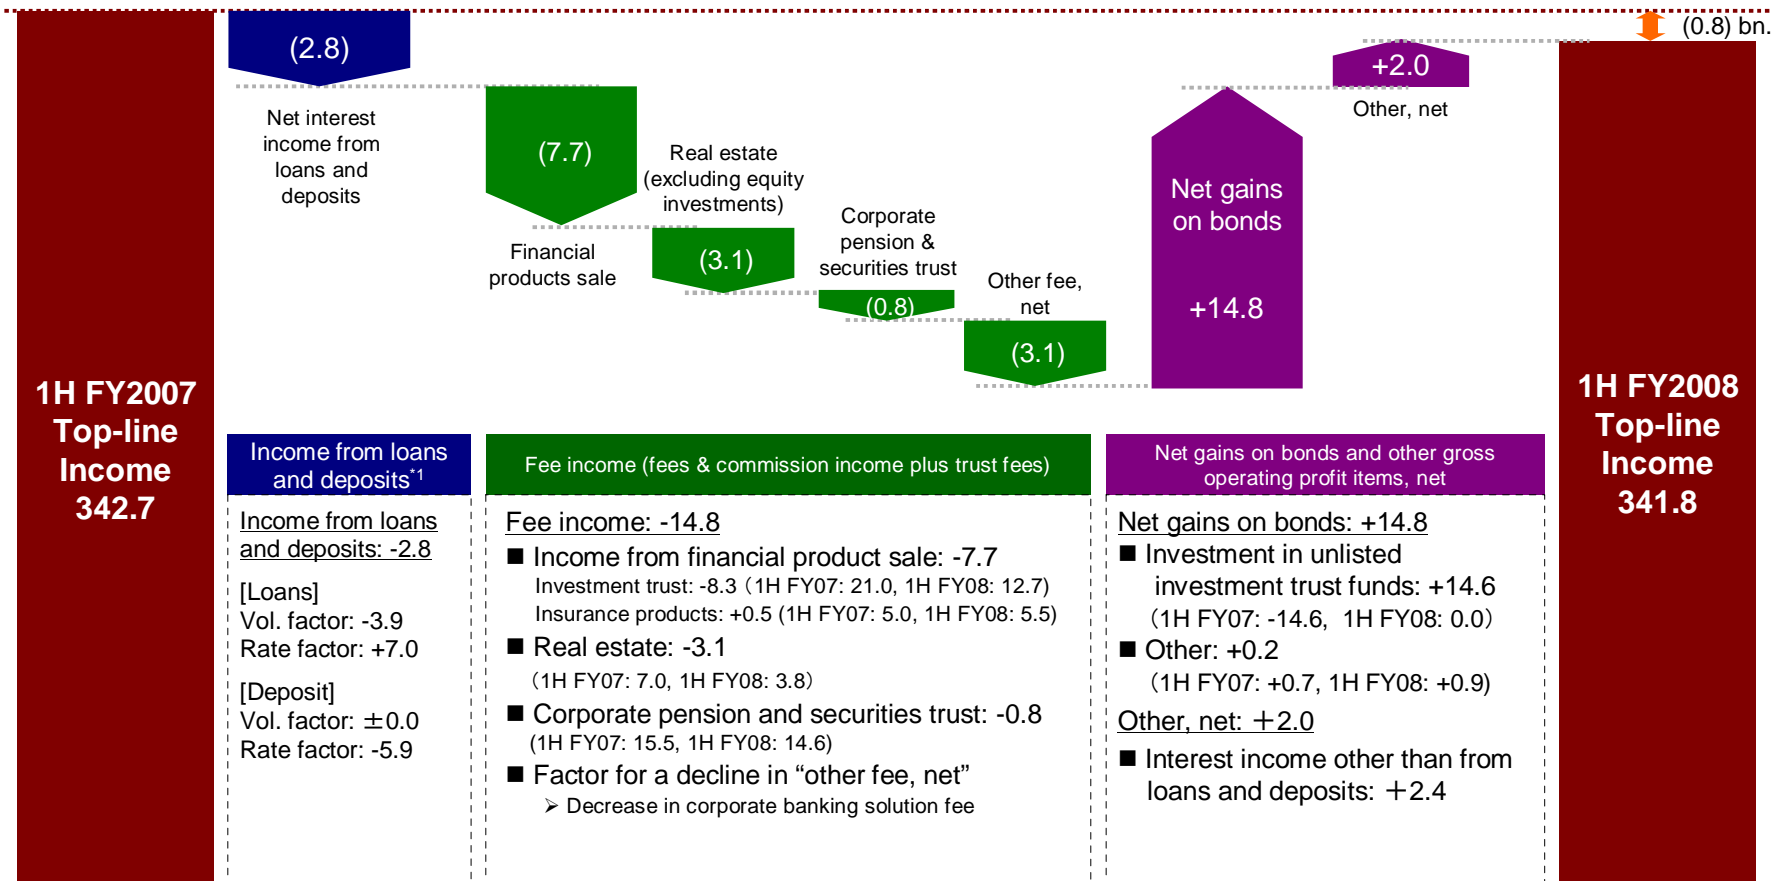 (0.8) bn.
(2.8)
Net interest
income from
loans and
deposits
(7.7)
Financial
products sale
Real estate
(excluding equity
investments)
(3.1)
Corporate
pension &
securities trust
(0.8)
Other fee,
net
(3.1)
Net gains
on bonds
+14.8
+2.0
Other, net
1H FY2007
Top-line
Income
342.7
1H FY2008
Top-line
Income
341.8
Income from loans
and deposits*1
Income from loans
and deposits: -2.8
[Loans]
Vol. factor: -3.9
Rate factor: +7.0
[Deposit]
Vol. factor: ±0.0
Rate factor: -5.9
Fee income (fees & commission income plus trust fees)
Fee income: -14.8
■ Income from financial product sale: -7.7
Investment trust: -8.3（1H FY07: 21.0, 1H FY08: 12.7)
Insurance products: +0.5 (1H FY07: 5.0, 1H FY08: 5.5)
■ Real estate: -3.1
（1H FY07: 7.0, 1H FY08: 3.8）
■ Corporate pension and securities trust: -0.8
(1H FY07: 15.5, 1H FY08: 14.6)
■ Factor for a decline in “other fee, net”
➢ Decrease in corporate banking solution fee
Net gains on bonds and other gross
operating profit items, net
Net gains on bonds: +14.8
■ Investment in unlisted
investment trust funds: +14.6
（1H FY07: -14.6, 1H FY08: 0.0）
■ Other: +0.2
（1H FY07: +0.7, 1H FY08: +0.9)
Other, net: ＋2.0
■ Interest income other than from
loans and deposits: ＋2.4